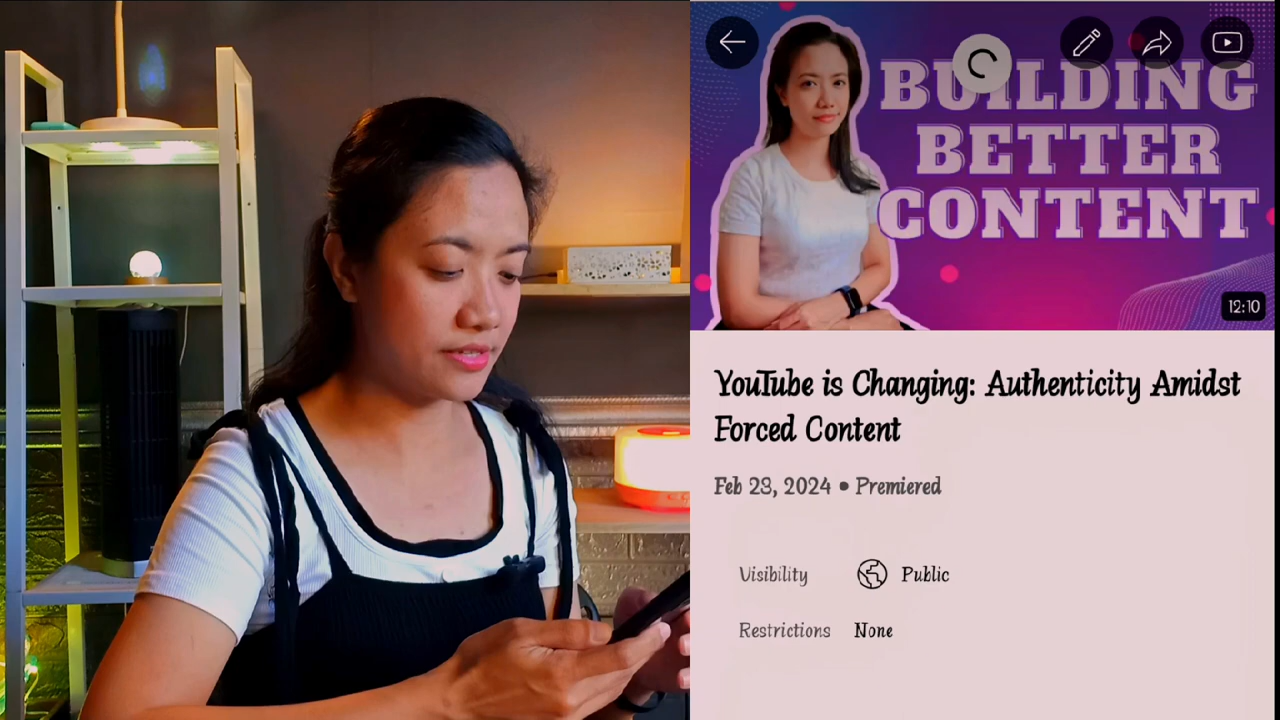 BUILDING
BETTER
CONTENT
12:10
YouTube is Changing: Authenticity Amidst
Forced Content
Feb 23, 2024 • Premiered
Visibility Public
Restrictions None